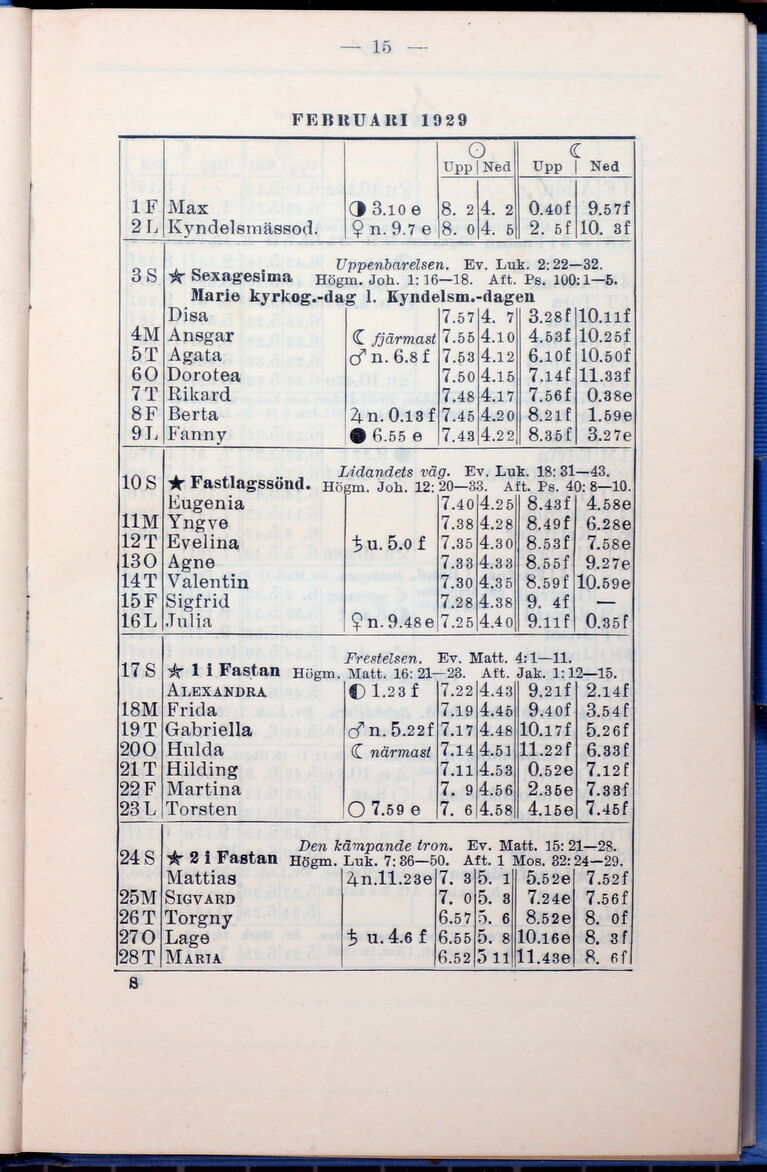 — 15 —
FEBRUARI 1929
☉ ☾
Upp | Ned Upp | Ned
1 F Max ◑ 3.10 e 8. 2 4. 2 0.40f 9.57f
2 L Kyndelsmässod. ♀ n. 9.7 e 8. 0 4. 5 2. 5f 10. 3f
Uppenbarelsen. Ev. Luk. 2:22—32.
3 S ★ Sexagesima Högm. Joh. 1:16—18. Aft. Ps. 100:1—5.
Marie kyrkog.-dag l. Kyndelsm.-dagen
Disa 7.57 4. 7 3.28f 10.11f
4 M Ansgar ☾ fjärmast 7.55 4.10 4.53f 10.25f
5 T Agata ♂ n. 6.8 f 7.53 4.12 6.10f 10.50f
6 O Dorotea 7.50 4.15 7.14f 11.33f
7 T Rikard 7.48 4.17 7.56f 0.38e
8 F Berta ♃ n. 0.13 f 7.45 4.20 8.21f 1.59e
9 L Fanny ● 6.55 e 7.43 4.22 8.35f 3.27e
Lidandets väg. Ev. Luk. 18:31—43.
10 S ★ Fastlagssönd. Högm. Joh. 12:20—33. Aft. Ps. 40:8—10.
Eugenia 7.40 4.25 8.43f 4.58e
11 M Yngve 7.38 4.28 8.49f 6.28e
12 T Evelina ♄ u. 5.0 f 7.35 4.30 8.53f 7.58e
13 O Agne 7.33 4.33 8.55f 9.27e
14 T Valentin 7.30 4.35 8.59f 10.59e
15 F Sigfrid 7.28 4.38 9. 4f —
16 L Julia ♀ n. 9.48 e 7.25 4.40 9.11f 0.35f
Frestelsen. Ev. Matt. 4:1—11.
17 S ★ 1 i Fastan Högm. Matt. 16:21—23. Aft. Jak. 1:12—15.
ALEXANDRA ◐ 1.23 f 7.22 4.43 9.21f 2.14f
18 M Frida 7.19 4.45 9.40f 3.54f
19 T Gabriella ♂ n. 5.22 f 7.17 4.48 10.17f 5.26f
20 O Hulda ☾ närmast 7.14 4.51 11.22f 6.33f
21 T Hilding 7.11 4.53 0.52e 7.12f
22 F Martina 7. 9 4.56 2.35e 7.33f
23 L Torsten ○ 7.59 e 7. 6 4.58 4.15e 7.45f
Den kämpande tron. Ev. Matt. 15:21—28.
24 S ★ 2 i Fastan Högm. Luk. 7:36—50. Aft. 1 Mos. 32:24—29.
Mattias ♃ n. 11.23 e 7. 3 5. 1 5.52e 7.52f
25 M SIGVARD 7. 0 5. 3 7.24e 7.56f
26 T Torgny 6.57 5. 6 8.52e 8. 0f
27 O Lage ♄ u. 4.6 f 6.55 5. 8 10.16e 8. 3f
28 T MARIA 6.52 5 11 11.43e 8. 6f
S